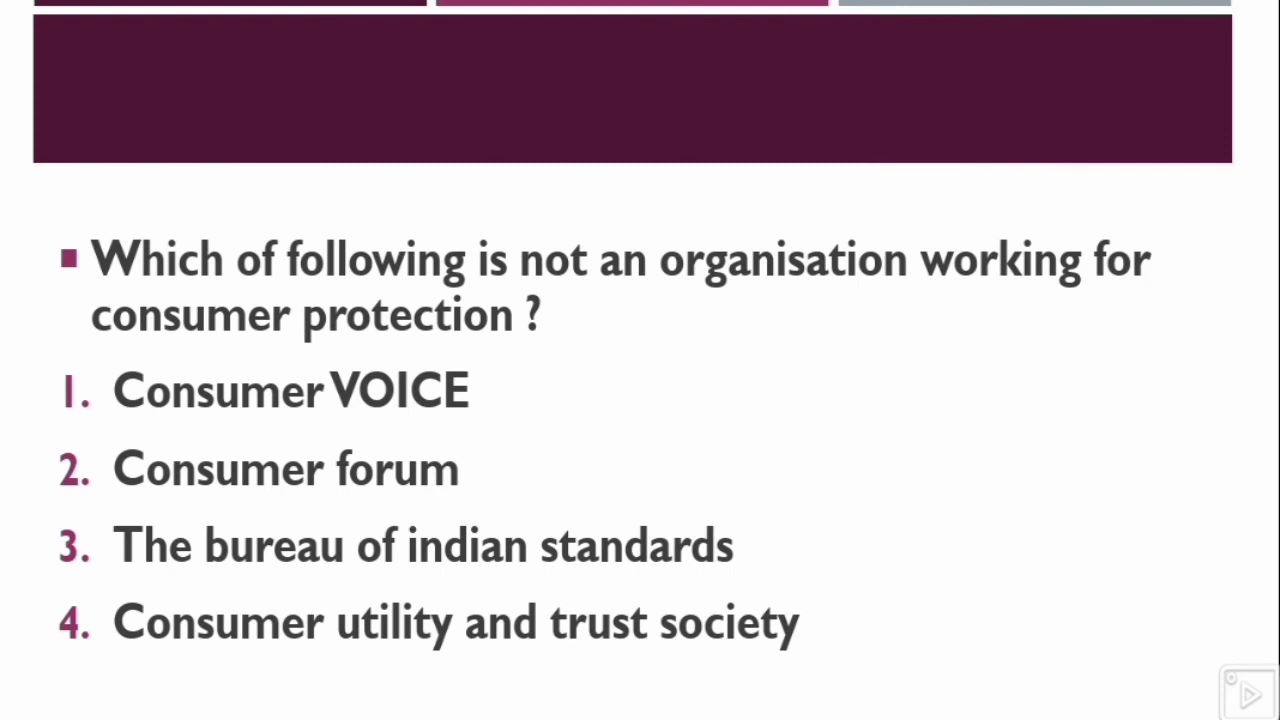 Which of following is not an organisation working for
consumer protection ?
1. Consumer VOICE
2. Consumer forum
3. The bureau of indian standards
4. Consumer utility and trust society